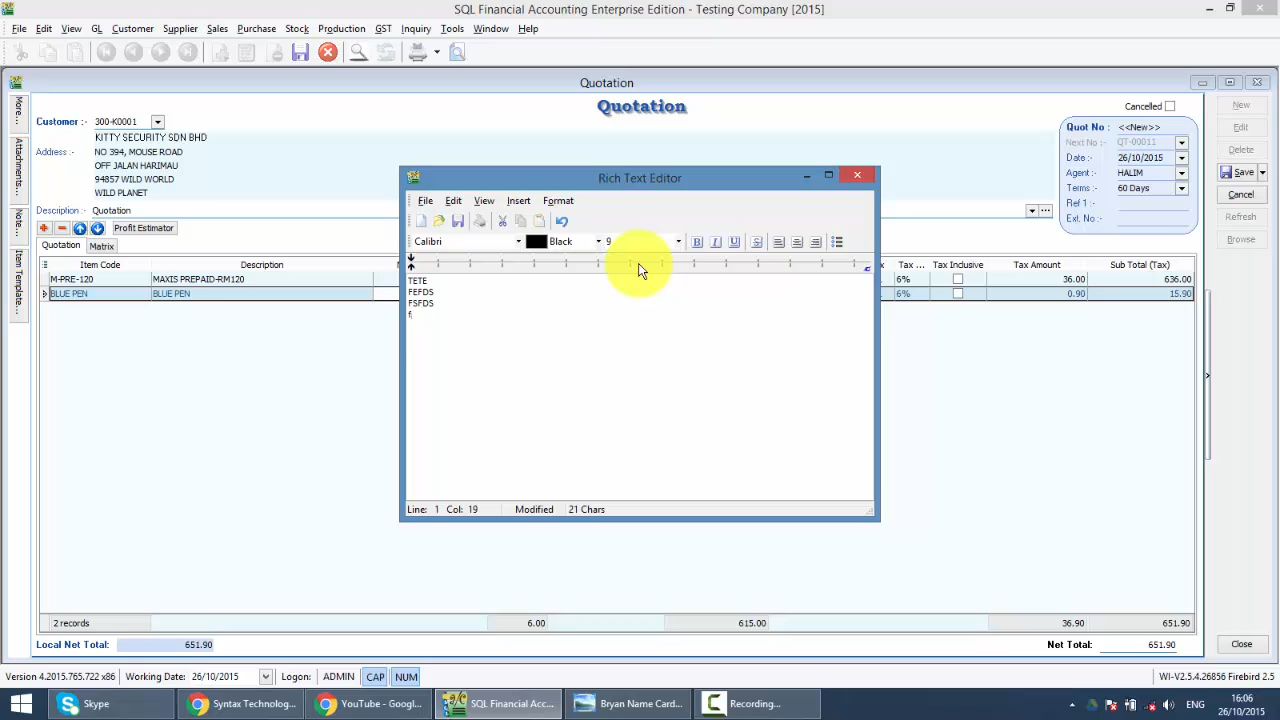 SQL Financial Accounting Enterprise Edition - Testing Company [2015]
File Edit View GL Customer Supplier Sales Purchase Stock Production GST Inquiry Tools Window Help
Quotation
Quotation
Cancelled
More...
Attachments...
Note...
Item Template...
Customer :- 300-K0001
KITTY SECURITY SDN BHD
Address :- NO 394, MOUSE ROAD
OFF JALAN HARIMAU
94857 WILD WORLD
WILD PLANET
Description :- Quotation
Quot No : <<New>>
Next No :- QT-00011
Date :- 26/10/2015
Agent :- HALIM
Terms :- 60 Days
Ref 1 :-
Ext. No :-
New
Edit
Delete
Save
Cancel
Refresh
Browse
Profit Estimator
Quotation Matrix
Item Code Description Tax ... Tax Inclusive Tax Amount Sub Total (Tax)
M-PRE-120 MAXIS PREPAID-RM120 6% 36.00 636.00
BLUE PEN BLUE PEN 6% 0.90 15.90
Rich Text Editor
File Edit View Insert Format
Calibri Black 9
TETE
FEFDS
FSFDS
f
Line: 1 Col: 19 Modified 21 Chars
2 records 6.00 615.00 36.90 651.90
Local Net Total: 651.90 Net Total: 651.90
Close
Version 4.2015.765.722 x86 Working Date: 26/10/2015 Logon: ADMIN CAP NUM WI-V2.5.4.26856 Firebird 2.5
Skype Syntax Technolog... YouTube - Googl... SQL Financial Acc... Bryan Name Card... Recording...
16:06
26/10/2015